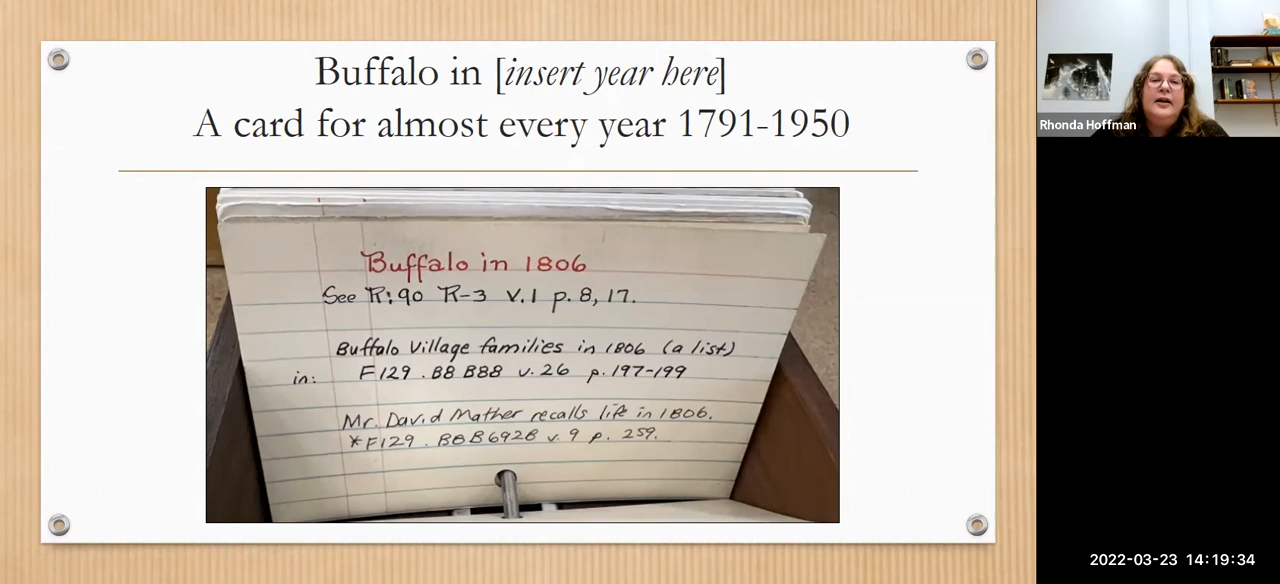 Buffalo in [insert year here]
A card for almost every year 1791-1950
Buffalo in 1806
See R:90 R-3 V.1 p. 8, 17.
Buffalo Village families in 1806 (a list)
in: F129 .B8 B88 v. 26 p. 197-199
Mr. David Mather recalls life in 1806.
*F129 . B8B6928 v. 9 p. 259.
Rhonda Hoffman
2022-03-23 14:19:34